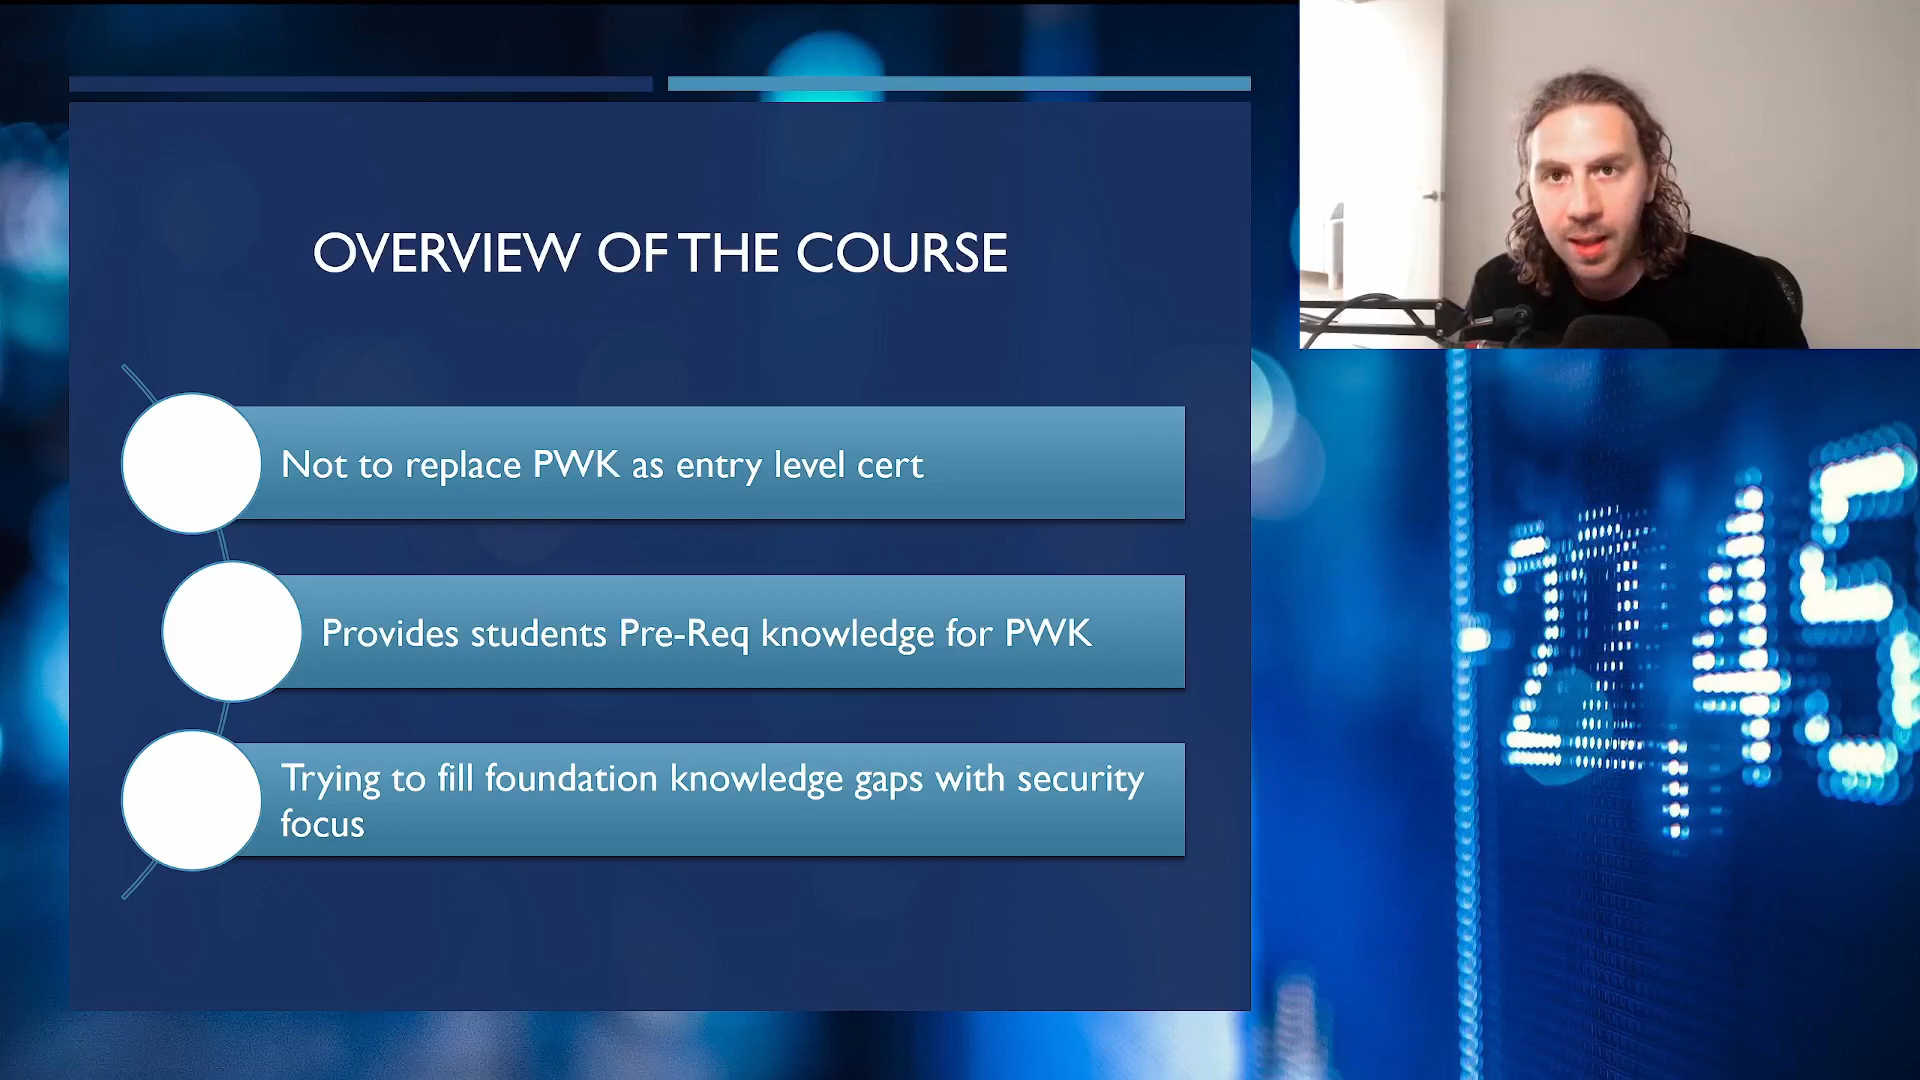 OVERVIEW OF THE COURSE
Not to replace PWK as entry level cert
Provides students Pre-Req knowledge for PWK
Trying to fill foundation knowledge gaps with security
focus